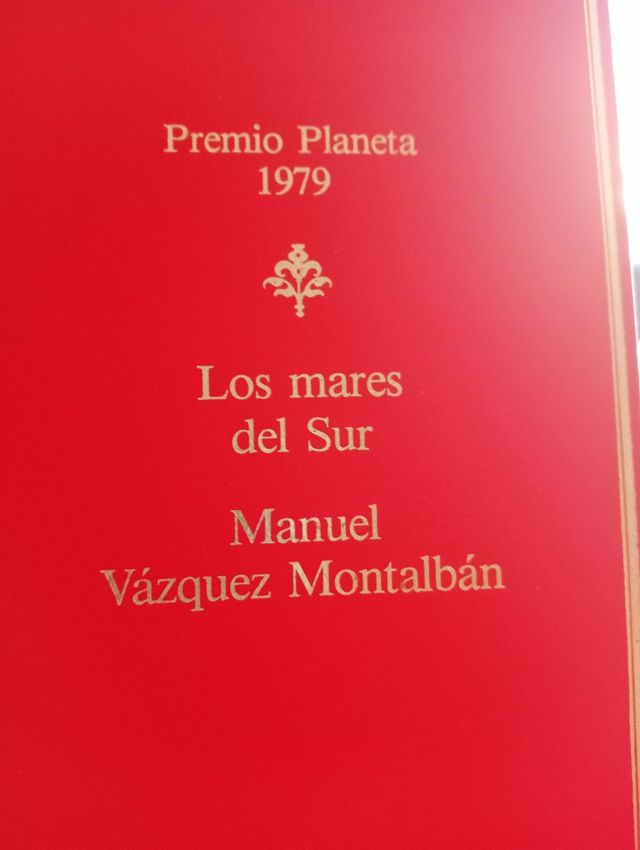 Premio Planeta
1979
Los mares
del Sur
Manuel
Vázquez Montalbán